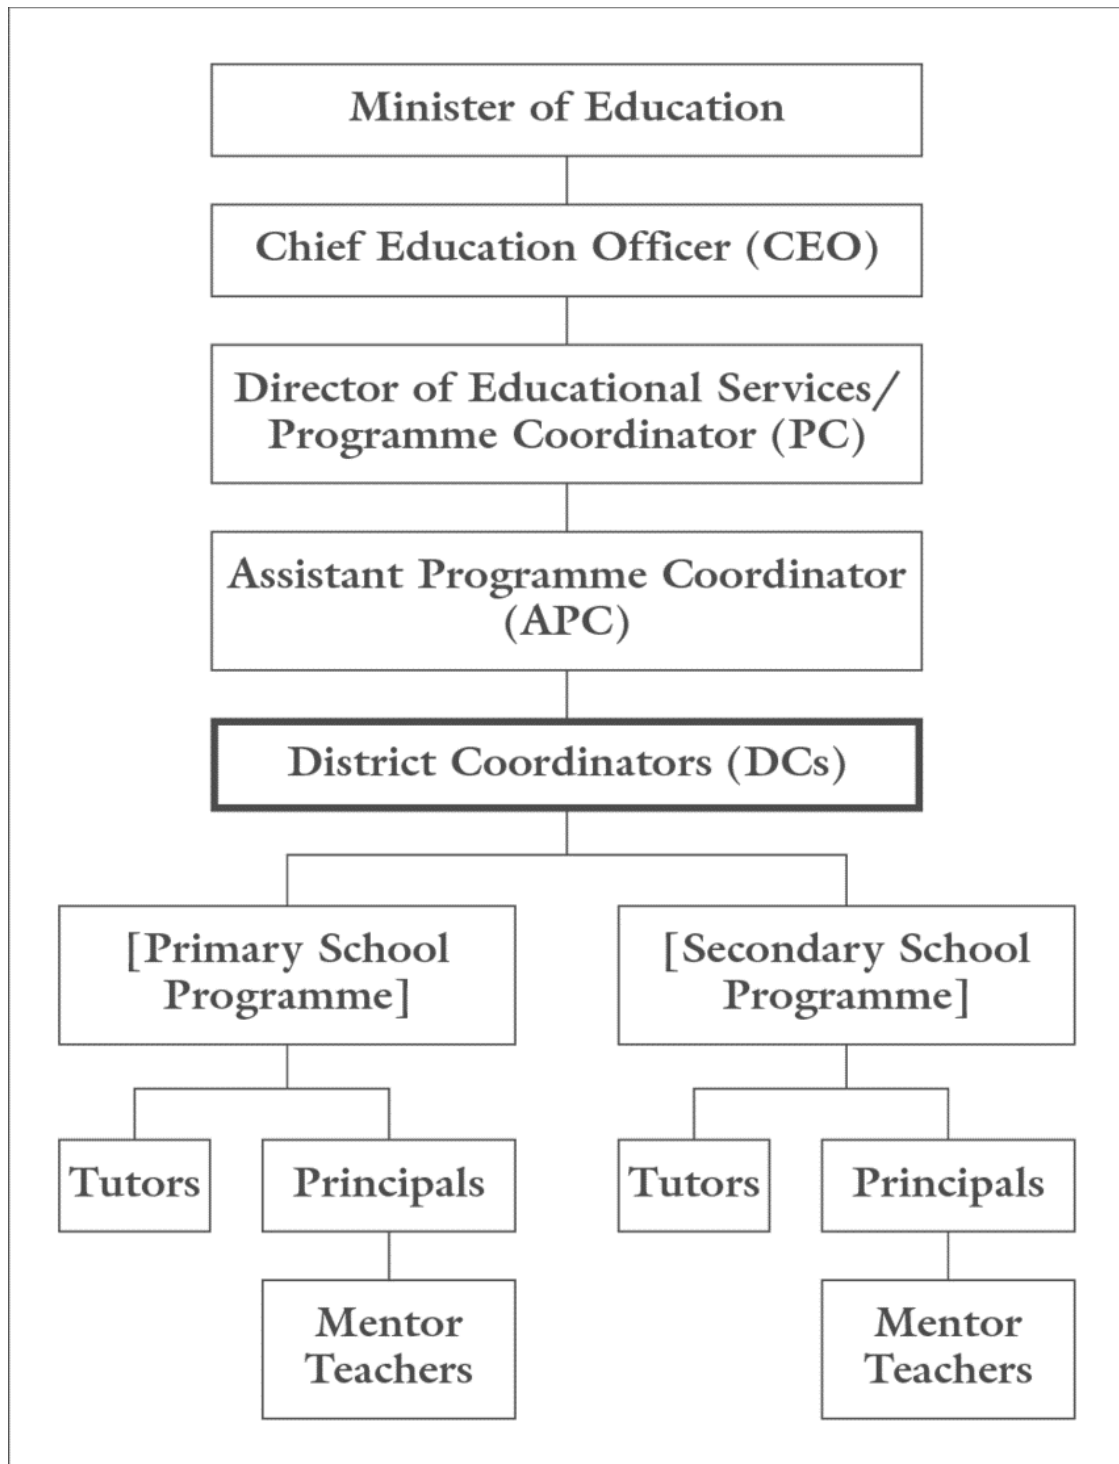 Minister of Education
Chief Education Officer (CEO)
Director of Educational Services/
Programme Coordinator (PC)
Assistant Programme Coordinator
(APC)
District Coordinators (DCs)
[Primary School
Programme]
[Secondary School
Programme]
Tutors
Principals
Tutors
Principals
Mentor
Teachers
Mentor
Teachers